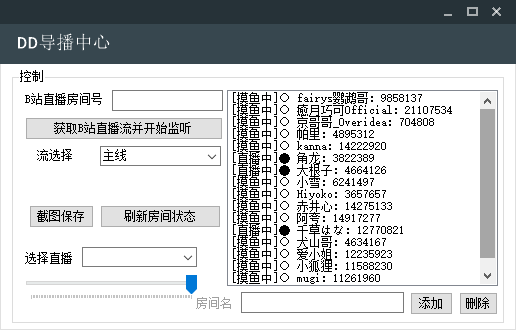 DD导播中心
控制
B站直播房间号
获取B站直播流并开始监听
流选择 主线
截图保存 刷新房间状态
选择直播
[摸鱼中]○ fairys鹦鹉哥: 9858137
[摸鱼中]○ 癒月巧可Official: 21107534
[摸鱼中]○ 京哥哥_Overidea: 704808
[摸鱼中]○ 帕里: 4895312
[摸鱼中]○ kanna: 14222920
[直播中]● 角龙: 3822389
[直播中]● 大根子: 4664126
[摸鱼中]○ 小雪: 6241497
[摸鱼中]○ Hiyoko: 3657657
[摸鱼中]○ 赤井心: 14275133
[摸鱼中]○ 阿夸: 14917277
[直播中]● 千草はな: 12770821
[摸鱼中]○ 犬山哥: 4634167
[摸鱼中]○ 爱小姐: 12235923
[摸鱼中]○ 小狐狸: 11588230
[摸鱼中]○ mugi: 11261960
房间名 添加 删除